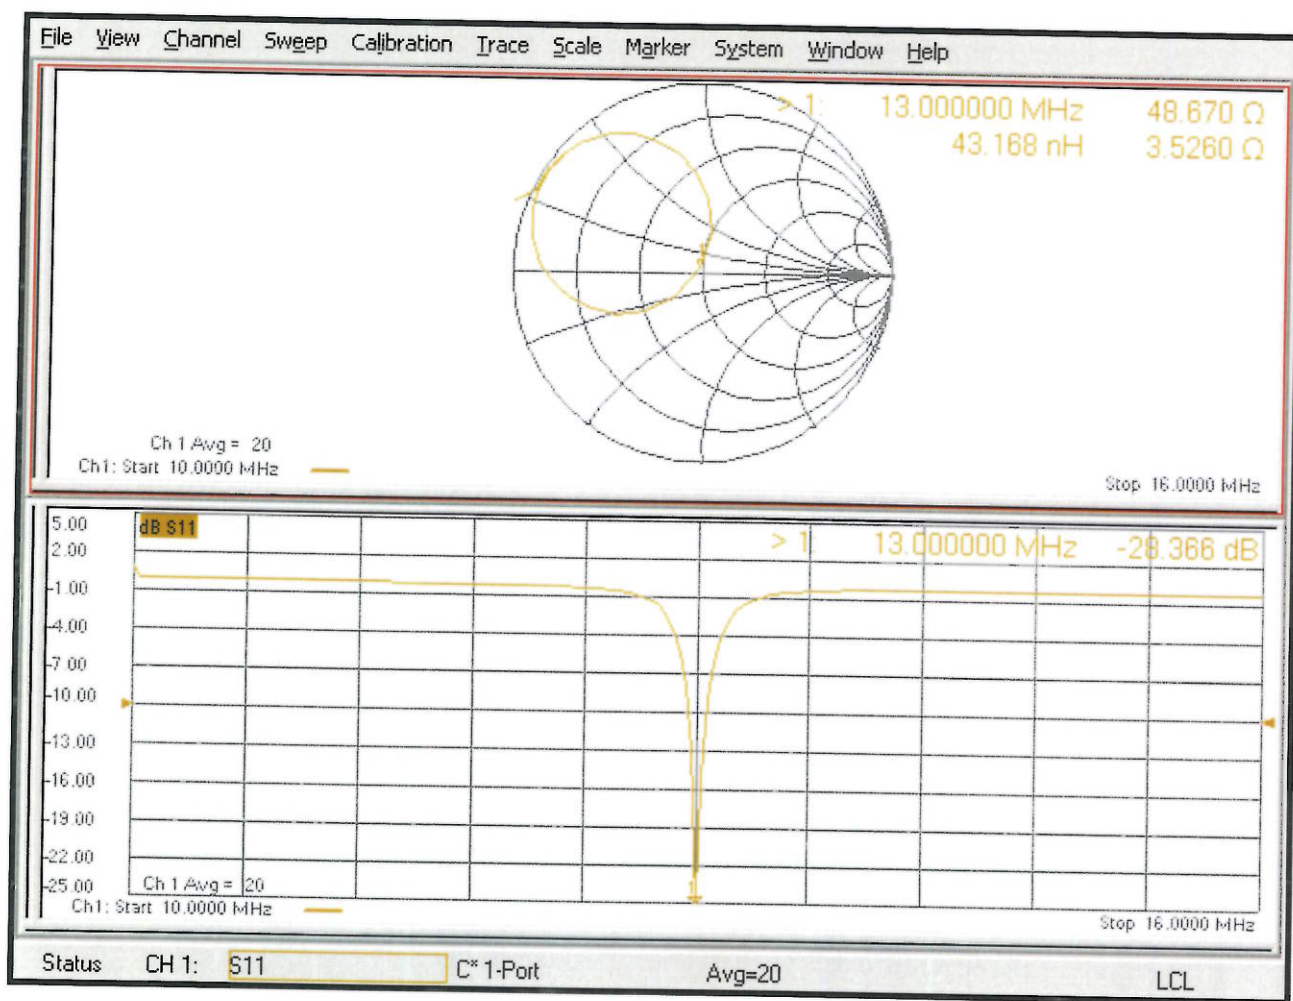 File View Channel Sweep Calibration Trace Scale Marker System Window Help
> 1: 13.000000 MHz 48.670 Ω
43.168 nH 3.5260 Ω
Ch 1 Avg = 20
Ch1: Start 10.0000 MHz
Stop 16.0000 MHz
5.00
dB S11
> 1: 13.000000 MHz -28.366 dB
2.00
-1.00
-4.00
-7.00
-10.00
-13.00
-16.00
-19.00
-22.00
-25.00
Ch 1 Avg = 20
1
Ch1: Start 10.0000 MHz
Stop 16.0000 MHz
Status CH 1: S11 C* 1-Port Avg=20 LCL